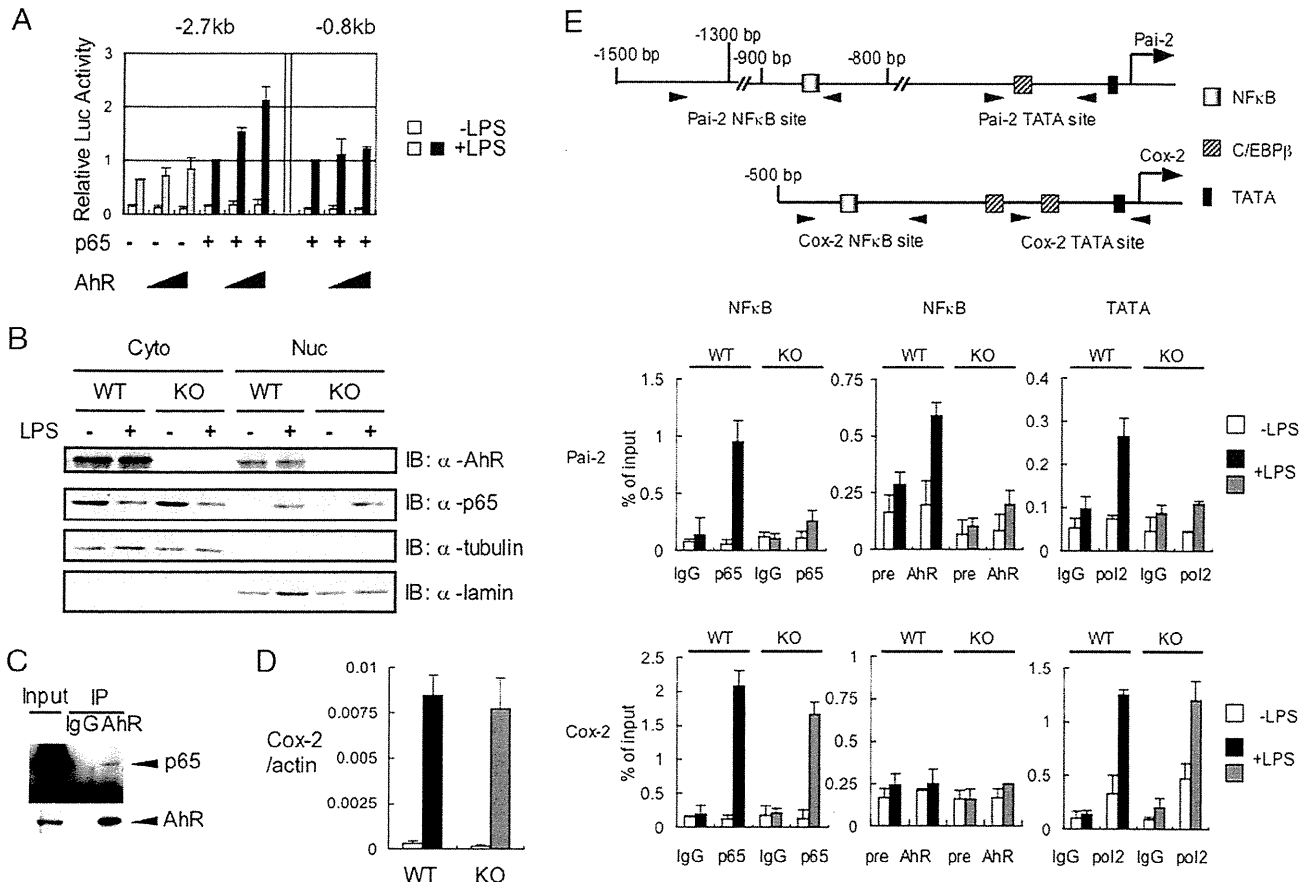 A
-2.7kb
-0.8kb
Relative Luc Activity
3
2
1
0
-LPS
+LPS
p65
- - - + + + + + +
AhR
B
Cyto Nuc
WT KO WT KO
LPS - + - + - + - +
IB: α-AhR
IB: α-p65
IB: α-tubulin
IB: α-lamin
C
Input IP
IgG AhR
p65
AhR
D
Cox-2
/actin
0.01
0.0075
0.005
0.0025
0
WT KO
E
-1500 bp
-1300 bp
-900 bp
-800 bp
Pai-2
Pai-2 NFκB site
Pai-2 TATA site
-500 bp
Cox-2
Cox-2 NFκB site
Cox-2 TATA site
NFκB
C/EBPβ
TATA
NFκB NFκB TATA
WT KO WT KO WT KO
Pai-2
% of input
1.5
1
0.5
0
IgG p65 IgG p65
0.75
0.5
0.25
0
pre AhR pre AhR
0.4
0.3
0.2
0.1
0
IgG pol2 IgG pol2
-LPS
+LPS
WT KO WT KO WT KO
Cox-2
% of input
2.5
2
1.5
1
0.5
0
IgG p65 IgG p65
1
0.75
0.5
0.25
0
pre AhR pre AhR
1.5
1
0.5
0
IgG pol2 IgG pol2
-LPS
+LPS